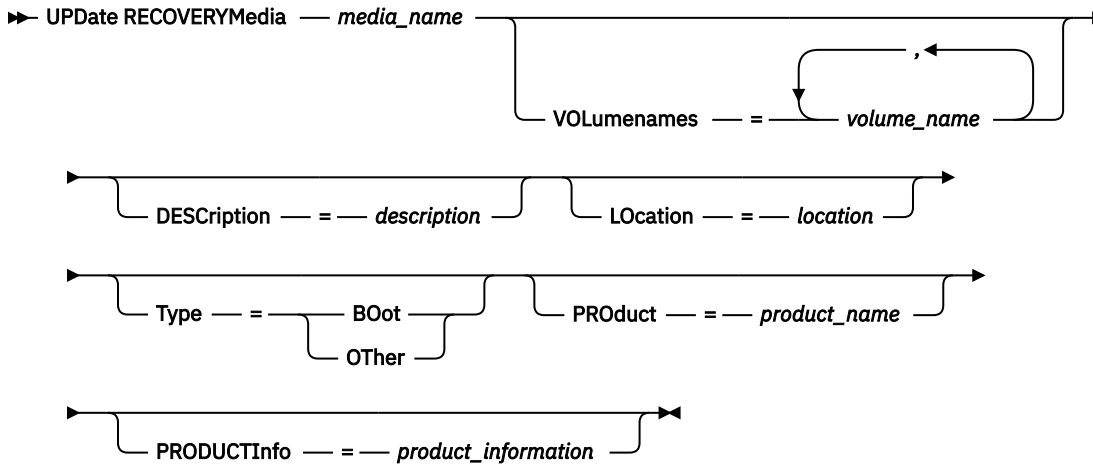 UPDate RECOVERYMedia media_name
,
VOLumenames = volume_name
DESCription = description LOcation = location
Type = BOot PROduct = product_name
OTher
PRODUCTInfo = product_information